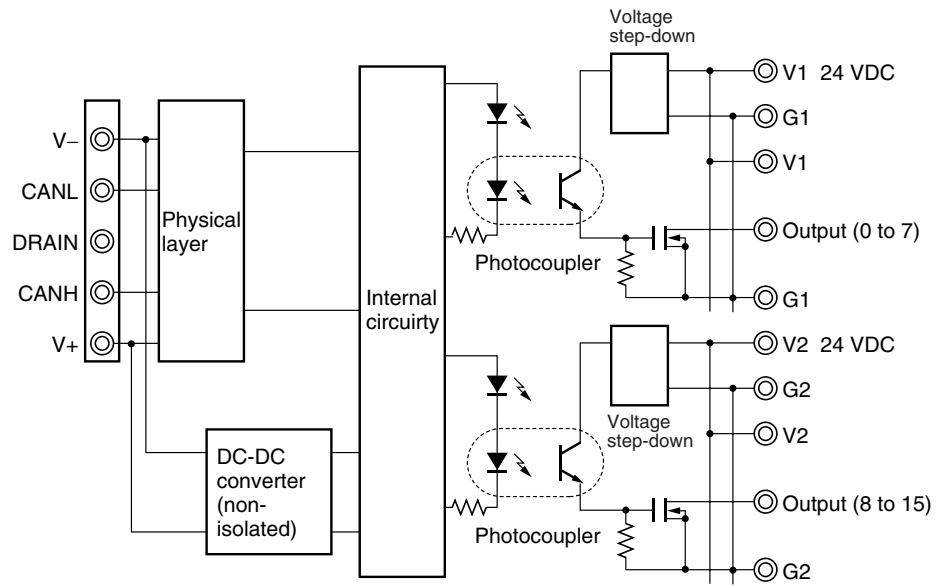 Voltage
step-down
V1 24 VDC
G1
V1
Output (0 to 7)
G1
V–
CANL
DRAIN
CANH
V+
Physical
layer
Internal
circuirty
Photocoupler
V2 24 VDC
G2
Voltage
step-down
V2
Output (8 to 15)
G2
DC-DC
converter
(non-
isolated)
Photocoupler